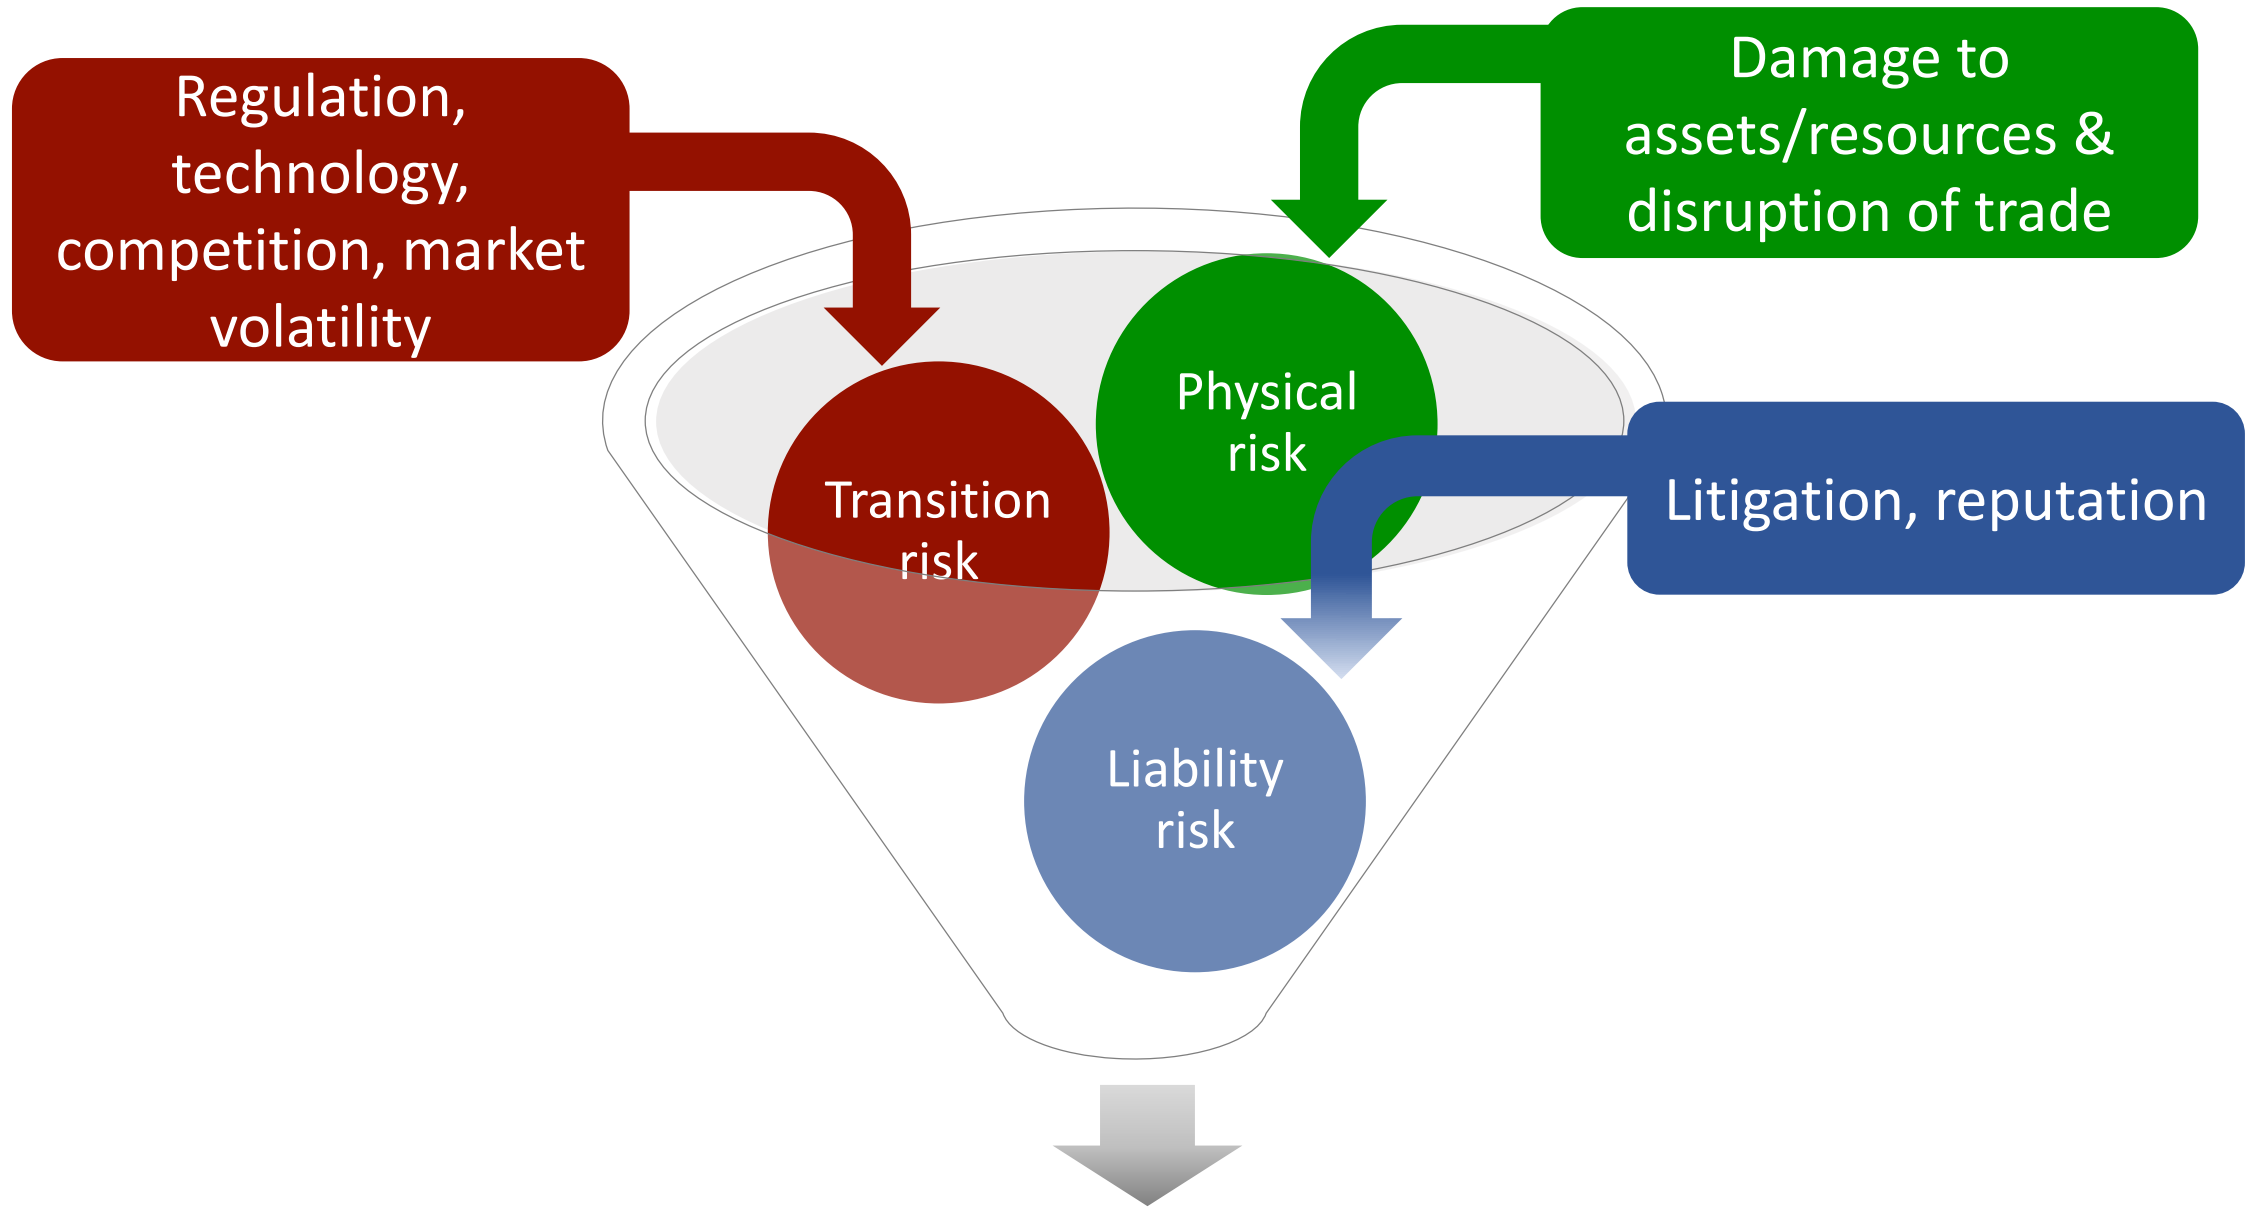 Regulation,
technology,
competition, market
volatility
Damage to
assets/resources &
disruption of trade
Physical
risk
Transition
risk
Litigation, reputation
Liability
risk